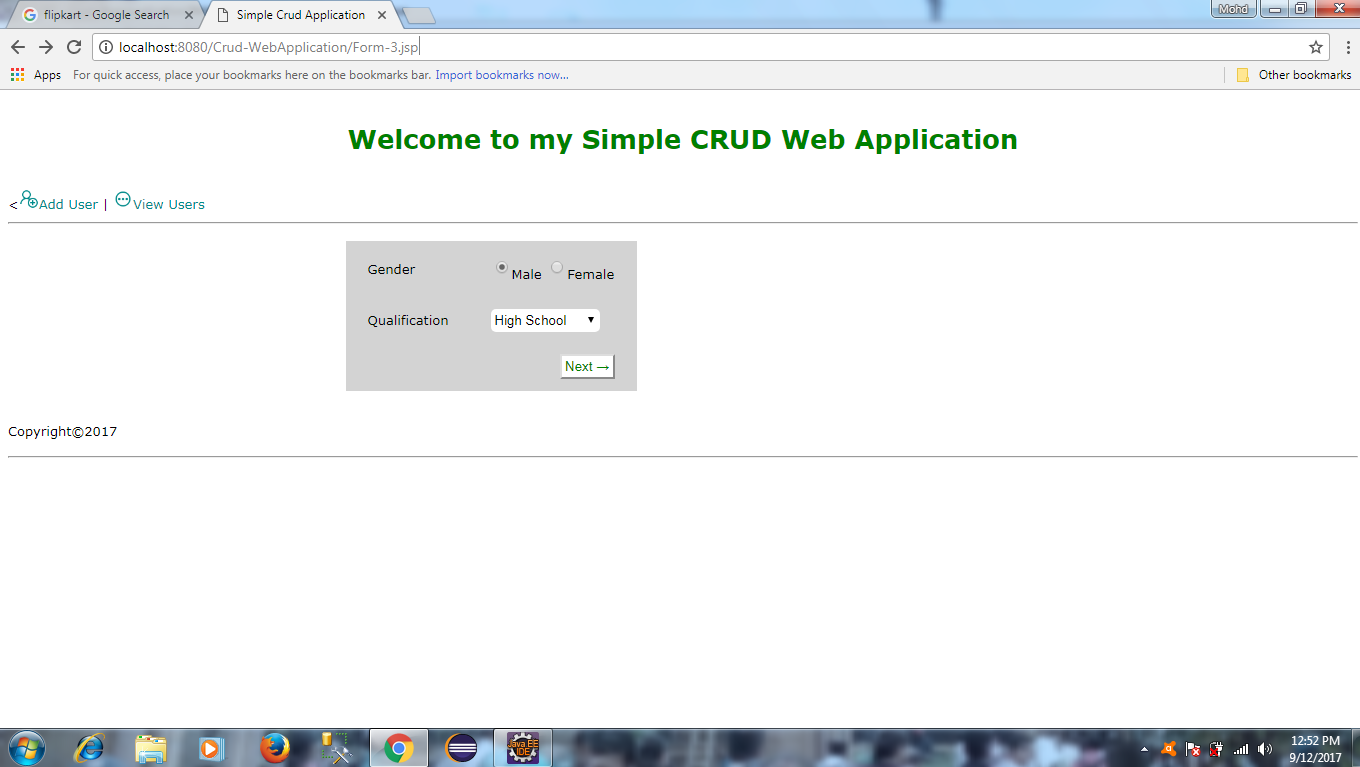 flipkart - Google Search
Simple Crud Application
Mohd
localhost:8080/Crud-WebApplication/Form-3.jsp
Apps For quick access, place your bookmarks here on the bookmarks bar. Import bookmarks now... Other bookmarks
Welcome to my Simple CRUD Web Application
<Add User | View Users
Gender Male Female
Qualification High School
Next →
Copyright©2017
Java EE
IDE
12:52 PM
9/12/2017